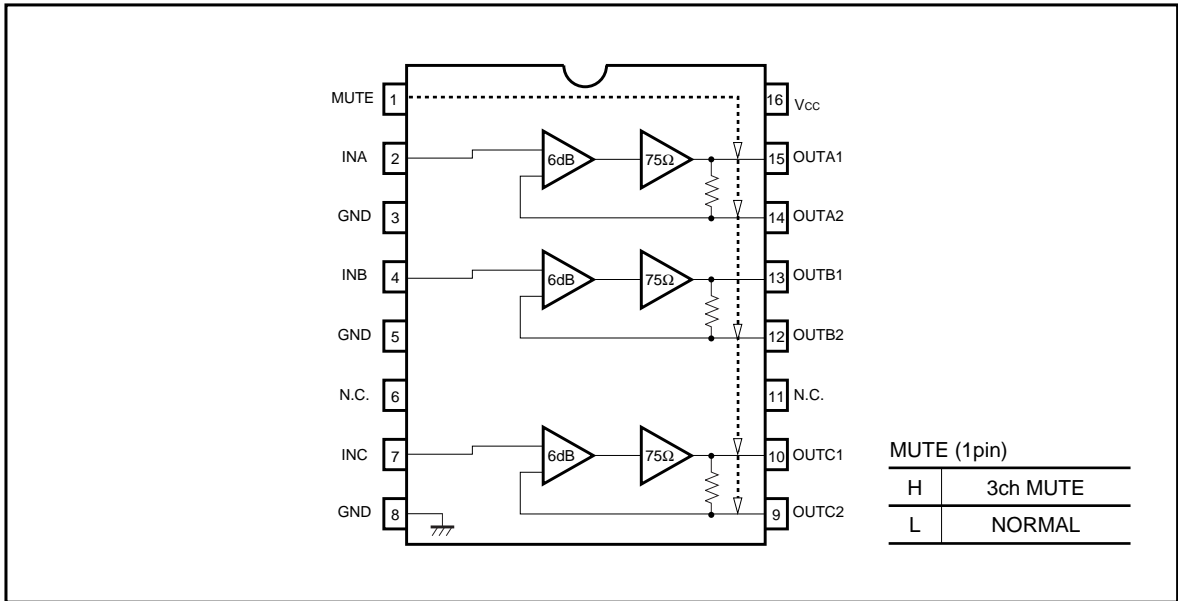 MUTE 1 16 Vcc
INA 2 6dB 75Ω 15 OUTA1
GND 3 14 OUTA2
INB 4 6dB 75Ω 13 OUTB1
GND 5 12 OUTB2
N.C. 6 11 N.C.
INC 7 6dB 75Ω 10 OUTC1
GND 8 9 OUTC2
MUTE (1pin)
H 3ch MUTE
L NORMAL